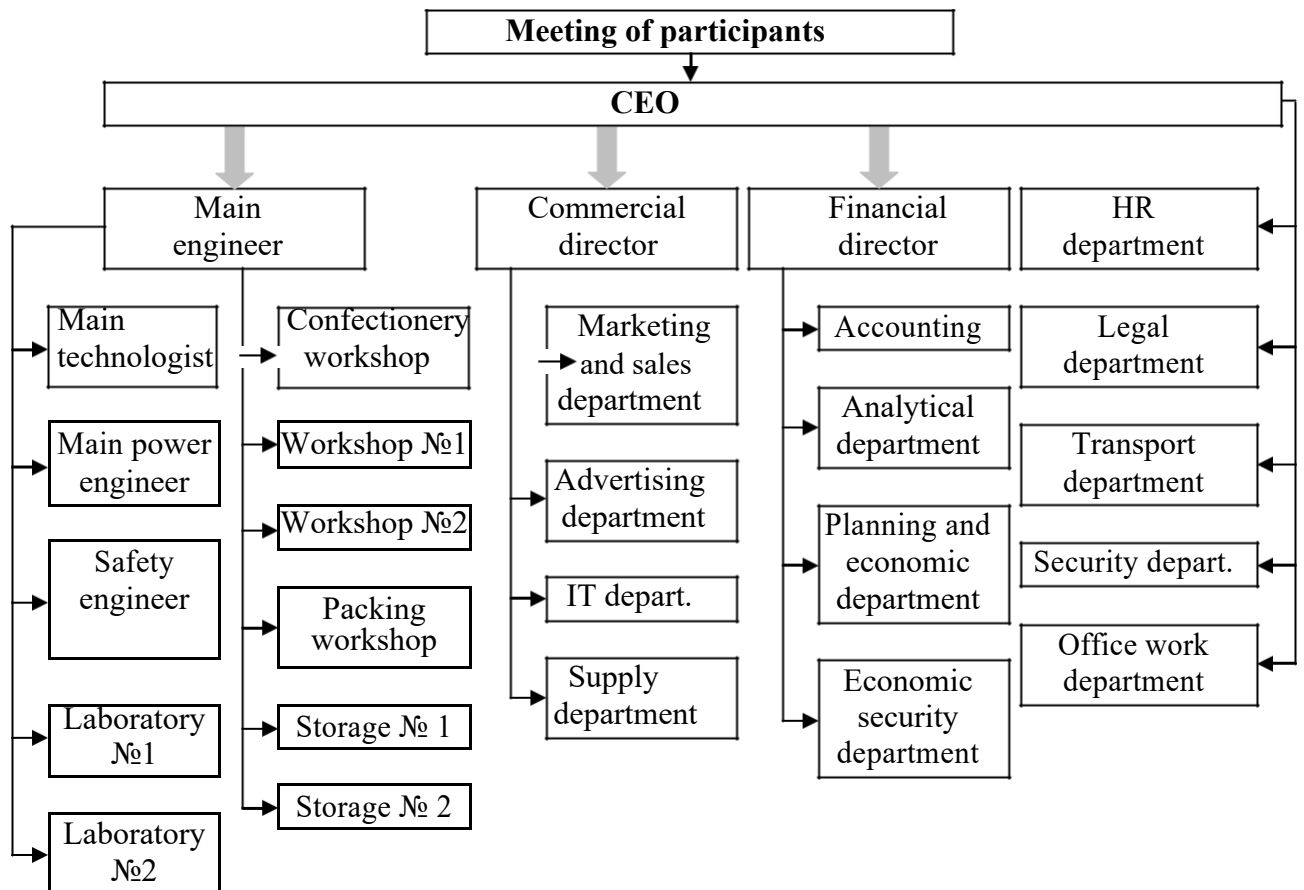 Meeting of participants
CEO
Main
engineer
Commercial
director
Financial
director
HR
department
Main
technologist
Main power
engineer
Safety
engineer
Laboratory
№1
Laboratory
№2
Confectionery
workshop
Workshop №1
Workshop №2
Packing
workshop
Storage № 1
Storage № 2
Marketing
and sales
department
Advertising
department
IT depart.
Supply
department
Accounting
Analytical
department
Planning and
economic
department
Economic
security
department
Legal
department
Transport
department
Security depart.
Office work
department